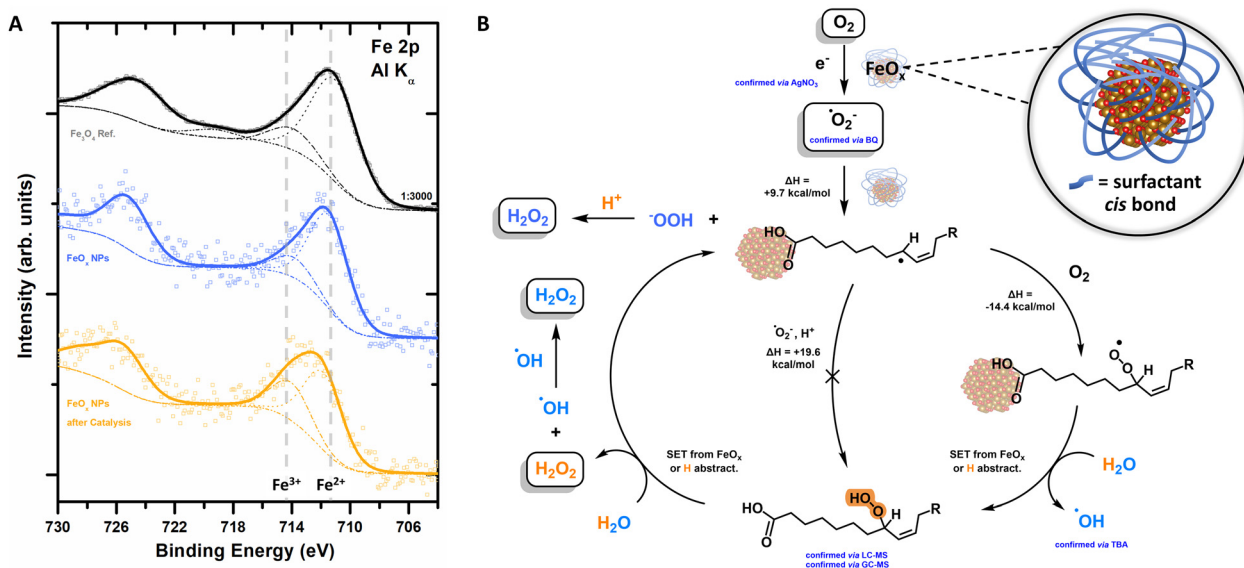 A
Fe 2p
Al Kα
Fe₃O₄ Ref.
1:3000
FeOₓ NPs
FeOₓ NPs
after Catalysis
Fe³⁺
Fe²⁺
730
725
722
718
714
710
706
Binding Energy (eV)
Intensity (arb. units)
B
O₂
e⁻
FeOₓ
confirmed via AgNO₃
•O₂⁻
confirmed via BQ
ΔH =
+9.7 kcal/mol
= surfactant
cis bond
H₂O₂
H⁺
⁻OOH +
HO
O
H
R
•
O₂
ΔH =
-14.4 kcal/mol
•O₂⁻, H⁺
ΔH = +19.6
kcal/mol
H₂O₂
•OH
•OH
+
H₂O₂
HO
O
•
O
O
H
R
SET from FeOₓ
or H abstract.
H₂O
SET from FeOₓ
or H abstract.
H₂O
•OH
confirmed via TBA
HO
O
HO
O
H
R
confirmed via LC-MS
confirmed via GC-MS